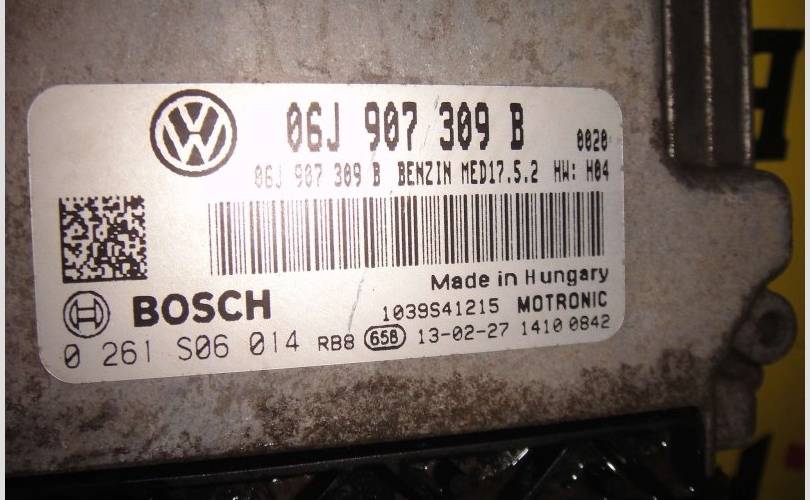 06J 907 309 B 0020
06J 907 309 B BENZIN MED17.5.2 HW: H04
Made in Hungary
BOSCH 1039S41215 MOTRONIC
0 261 S06 014 RB8 65B 13-02-27 1410 0842